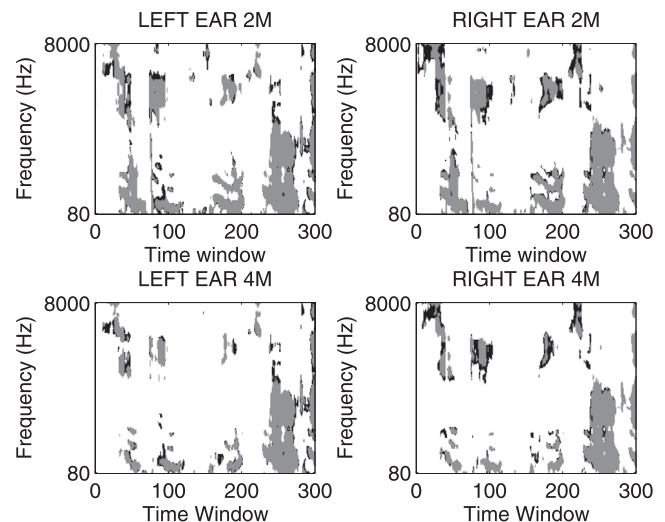 LEFT EAR 2M
RIGHT EAR 2M
8000
8000
Frequency (Hz)
Frequency (Hz)
80
80
0 100 200 300
0 100 200 300
Time window
Time window
LEFT EAR 4M
RIGHT EAR 4M
8000
8000
Frequency (Hz)
Frequency (Hz)
80
80
0 100 200 300
0 100 200 300
Time Window
Time Window